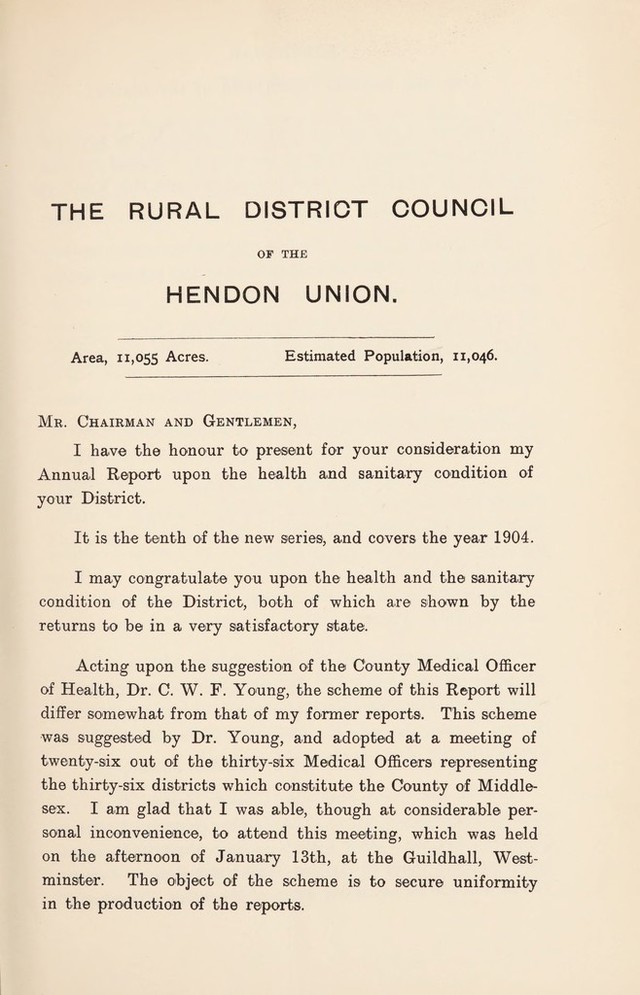 THE RURAL DISTRICT COUNCIL
OF THE
HENDON UNION.
Area, 11,055 Acres. Estimated Population, 11,046.
Mr. Chairman and Gentlemen,
I have the honour to present for your consideration my
Annual Report upon the health and sanitary condition of
your District.
It is the tenth of the new series, and covers the year 1904.
I may congratulate you upon the health and the sanitary
condition of the District, both of which are shown by the
returns to be in a very satisfactory state.
Acting upon the suggestion of the County Medical Officer
of Health, Dr. C. W. F. Young, the scheme of this Report will
differ somewhat from that of my former reports. This scheme
was suggested by Dr. Young, and adopted at a meeting of
twenty-six out of the thirty-six Medical Officers representing
the thirty-six districts which constitute the County of Middle-
sex. I am glad that I was able, though at considerable per-
sonal inconvenience, to attend this meeting, which was held
on the afternoon of January 13th, at the Guildhall, West-
minster. The object of the scheme is to secure uniformity
in the production of the reports.